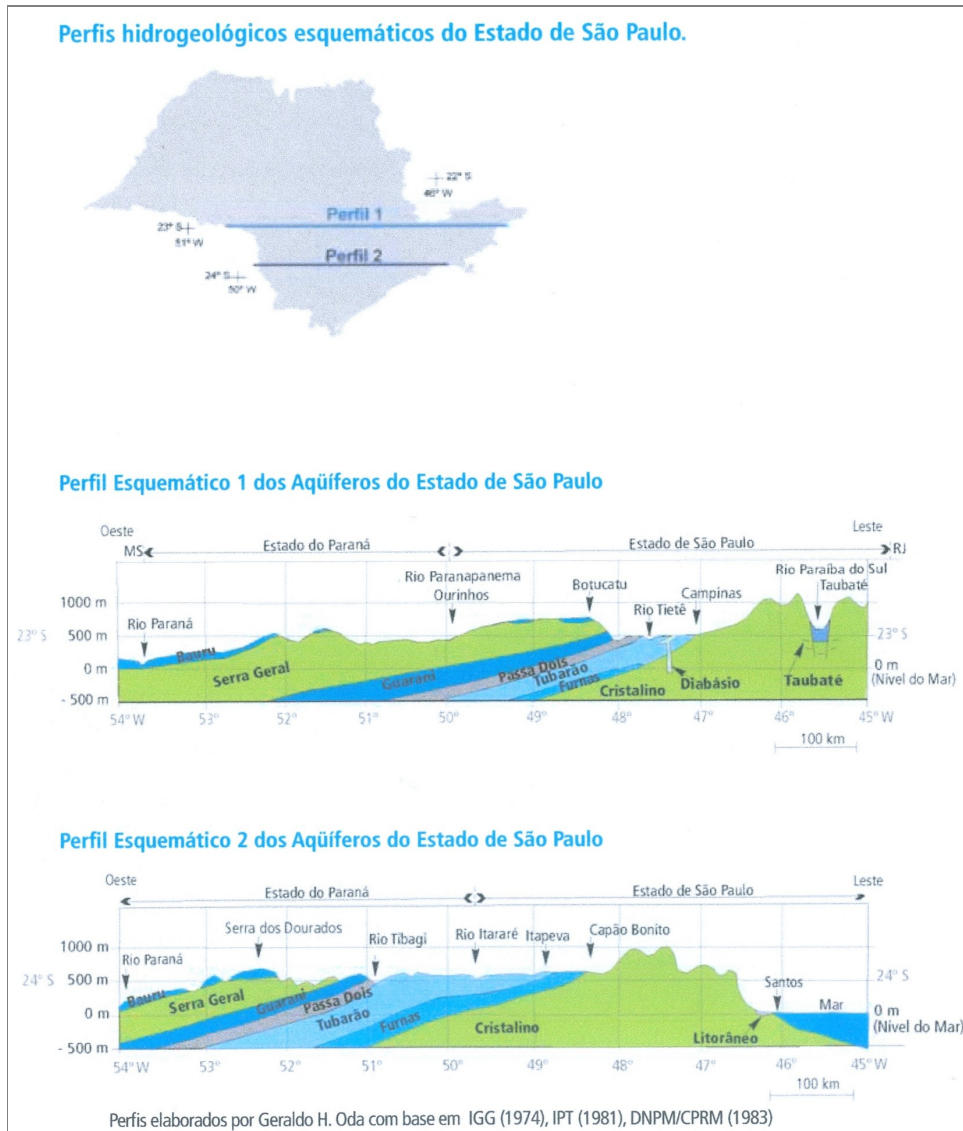 Perfis hidrogeológicos esquemáticos do Estado de São Paulo.
22° S
46° W
Perfil 1
23° S
51° W
Perfil 2
24° S
50° W
Perfil Esquemático 1 dos Aqüíferos do Estado de São Paulo
Oeste
Leste
MS
Estado do Paraná
Estado de São Paulo
RJ
Rio Paranapanema
Ourinhos
Botucatu
Rio Tietê
Campinas
Rio Paraíba do Sul
Taubaté
Rio Paraná
1000 m
23° S
500 m
0 m
- 500 m
Bauru
Serra Geral
Guarani
Passa Dois
Tubarão
Furnas
Cristalino
Diabásio
Taubaté
23° S
0 m
(Nível do Mar)
54° W
53°
52°
51°
50°
49°
48°
47°
46°
45° W
100 km
Perfil Esquemático 2 dos Aqüíferos do Estado de São Paulo
Oeste
Leste
Estado do Paraná
Estado de São Paulo
Serra dos Dourados
Rio Tibagi
Rio Itararé
Itapeva
Capão Bonito
Rio Paraná
Santos
Mar
1000 m
24° S
500 m
0 m
- 500 m
Bauru
Serra Geral
Guarani
Passa Dois
Tubarão
Furnas
Cristalino
Litorâneo
24° S
0 m
(Nível do Mar)
54° W
53°
52°
51°
50°
49°
48°
47°
46°
45° W
100 km
Perfis elaborados por Geraldo H. Oda com base em IGG (1974), IPT (1981), DNPM/CPRM (1983)